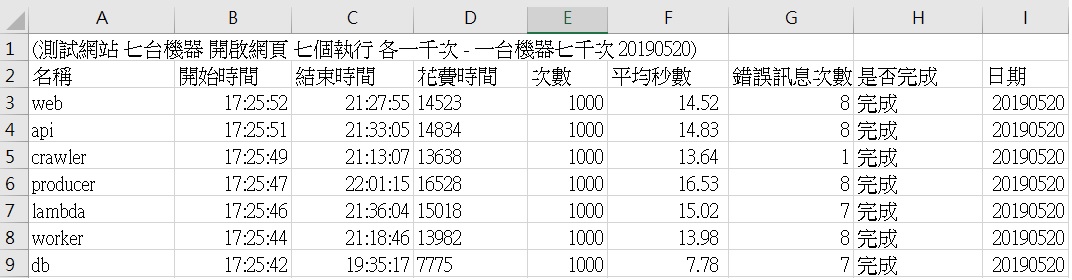 A B C D E F G H I
1 (測試網站 七台機器 開啟網頁 七個執行 各一千次 - 一台機器七千次 20190520)
2 名稱 開始時間 結束時間 花費時間 次數 平均秒數 錯誤訊息次數 是否完成 日期
3 web 17:25:52 21:27:55 14523 1000 14.52 8 完成 20190520
4 api 17:25:51 21:33:05 14834 1000 14.83 8 完成 20190520
5 crawler 17:25:49 21:13:07 13638 1000 13.64 1 完成 20190520
6 producer 17:25:47 22:01:15 16528 1000 16.53 8 完成 20190520
7 lambda 17:25:46 21:36:04 15018 1000 15.02 7 完成 20190520
8 worker 17:25:44 21:18:46 13982 1000 13.98 8 完成 20190520
9 db 17:25:42 19:35:17 7775 1000 7.78 7 完成 20190520